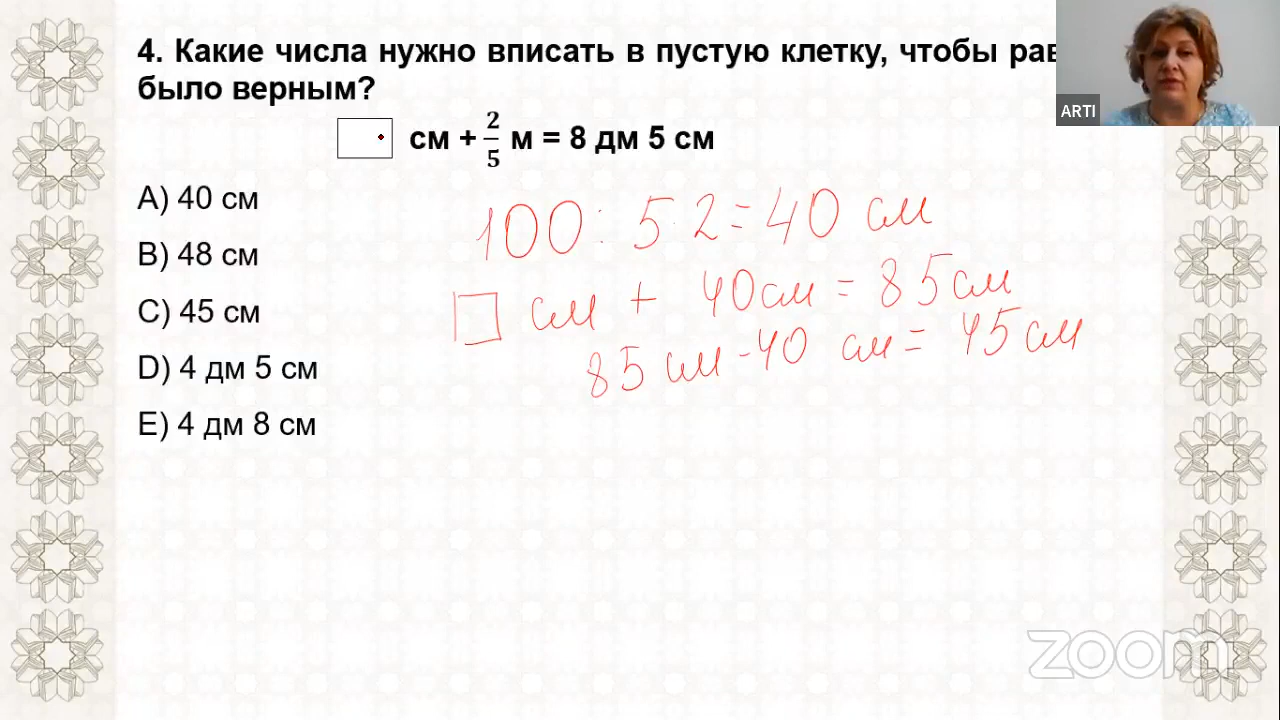 4. Какие числа нужно вписать в пустую клетку, чтобы рав
было верным?
см + 2/5 м = 8 дм 5 см
A) 40 см
B) 48 см
C) 45 см
D) 4 дм 5 см
E) 4 дм 8 см
100 : 5 · 2 = 40 см
□ см + 40 см = 85 см
85 см - 40 см = 45 см
ARTI
zoom